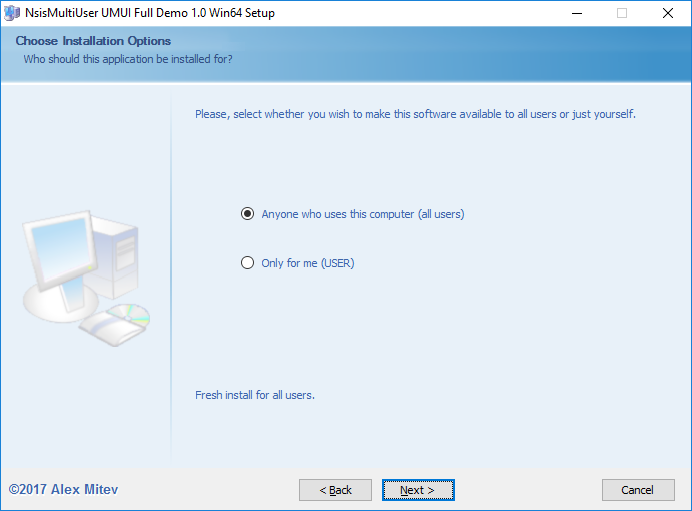 NsisMultiUser UMUI Full Demo 1.0 Win64 Setup
Choose Installation Options
Who should this application be installed for?
Please, select whether you wish to make this software available to all users or just yourself.
Anyone who uses this computer (all users)
Only for me (USER)
Fresh install for all users.
©2017 Alex Mitev
< Back
Next >
Cancel